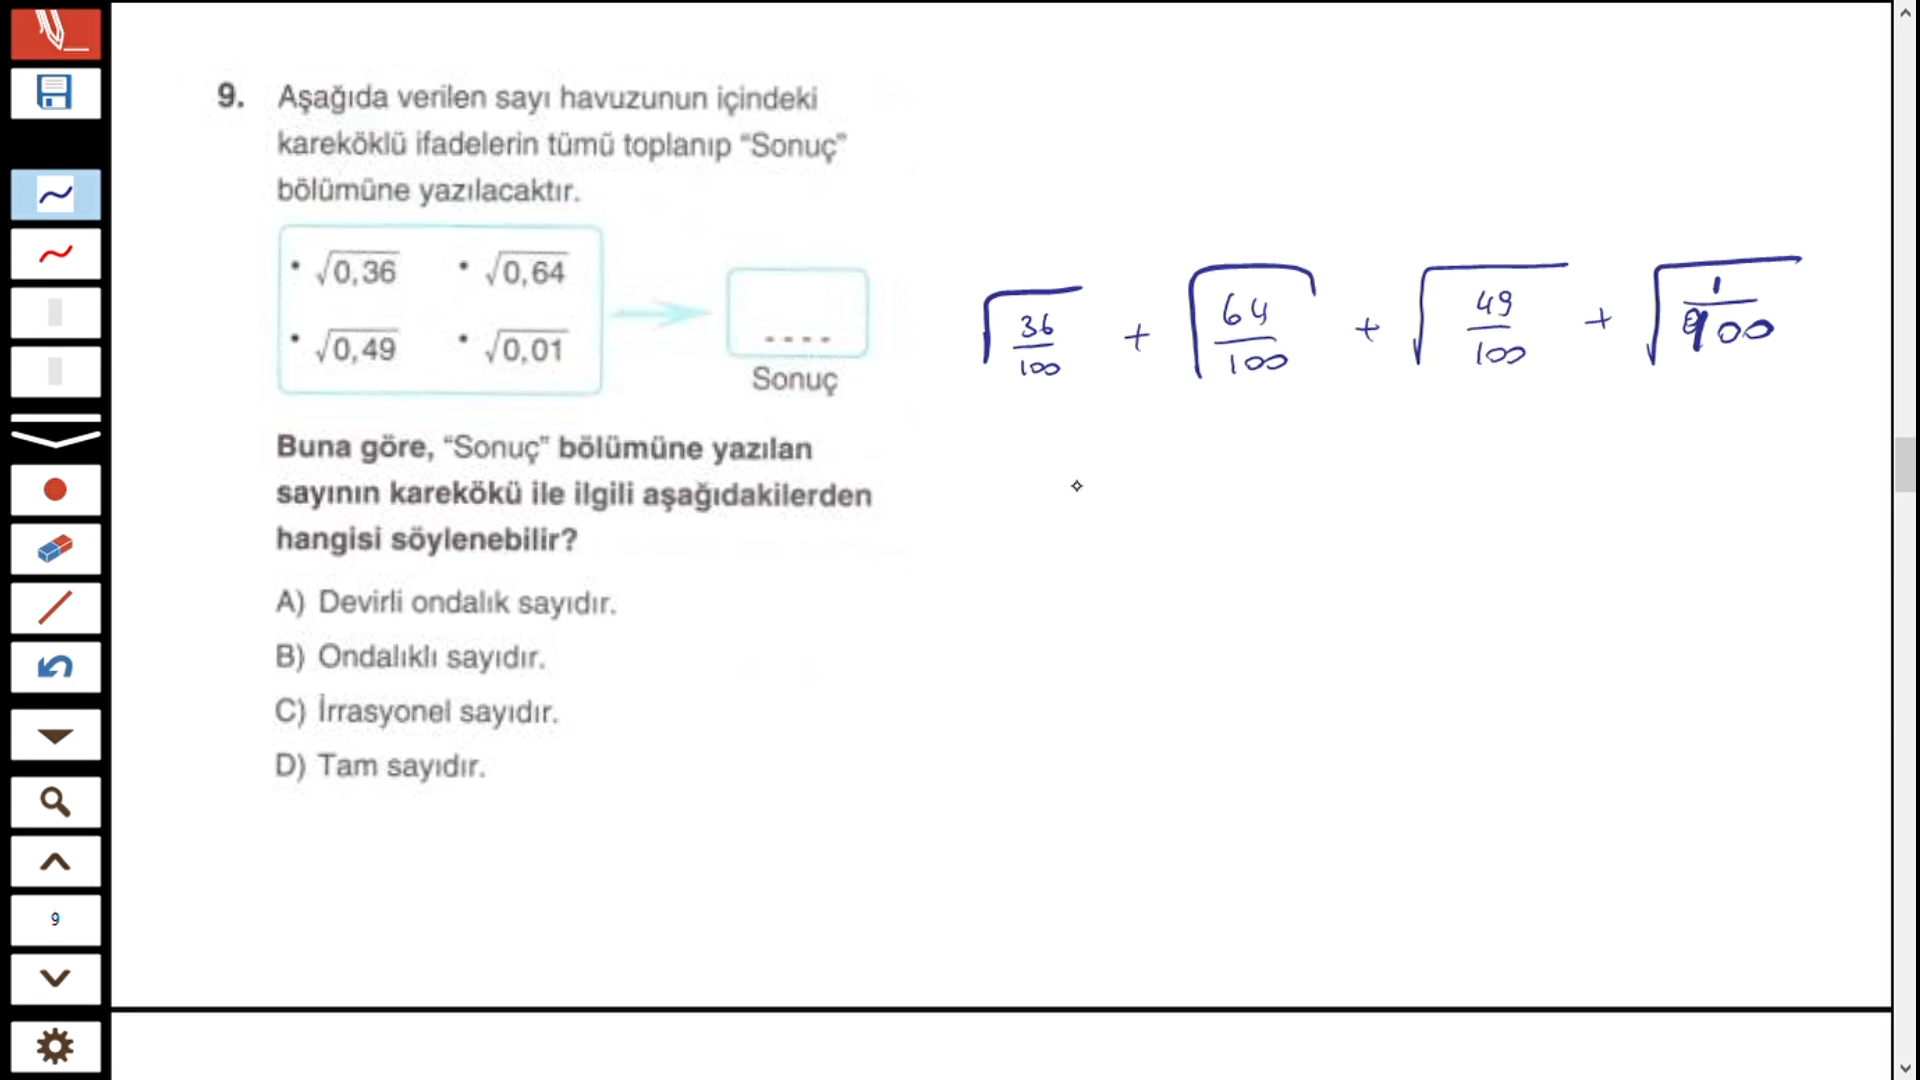 9. Aşağıda verilen sayı havuzunun içindeki
kareköklü ifadelerin tümü toplanıp “Sonuç”
bölümüne yazılacaktır.
• √0,36 • √0,64
• √0,49 • √0,01
....
Sonuç
√36/100 + √64/100 + √49/100 + √1/100
Buna göre, “Sonuç” bölümüne yazılan
sayının karekökü ile ilgili aşağıdakilerden
hangisi söylenebilir?
A) Devirli ondalık sayıdır.
B) Ondalıklı sayıdır.
C) İrrasyonel sayıdır.
D) Tam sayıdır.
9